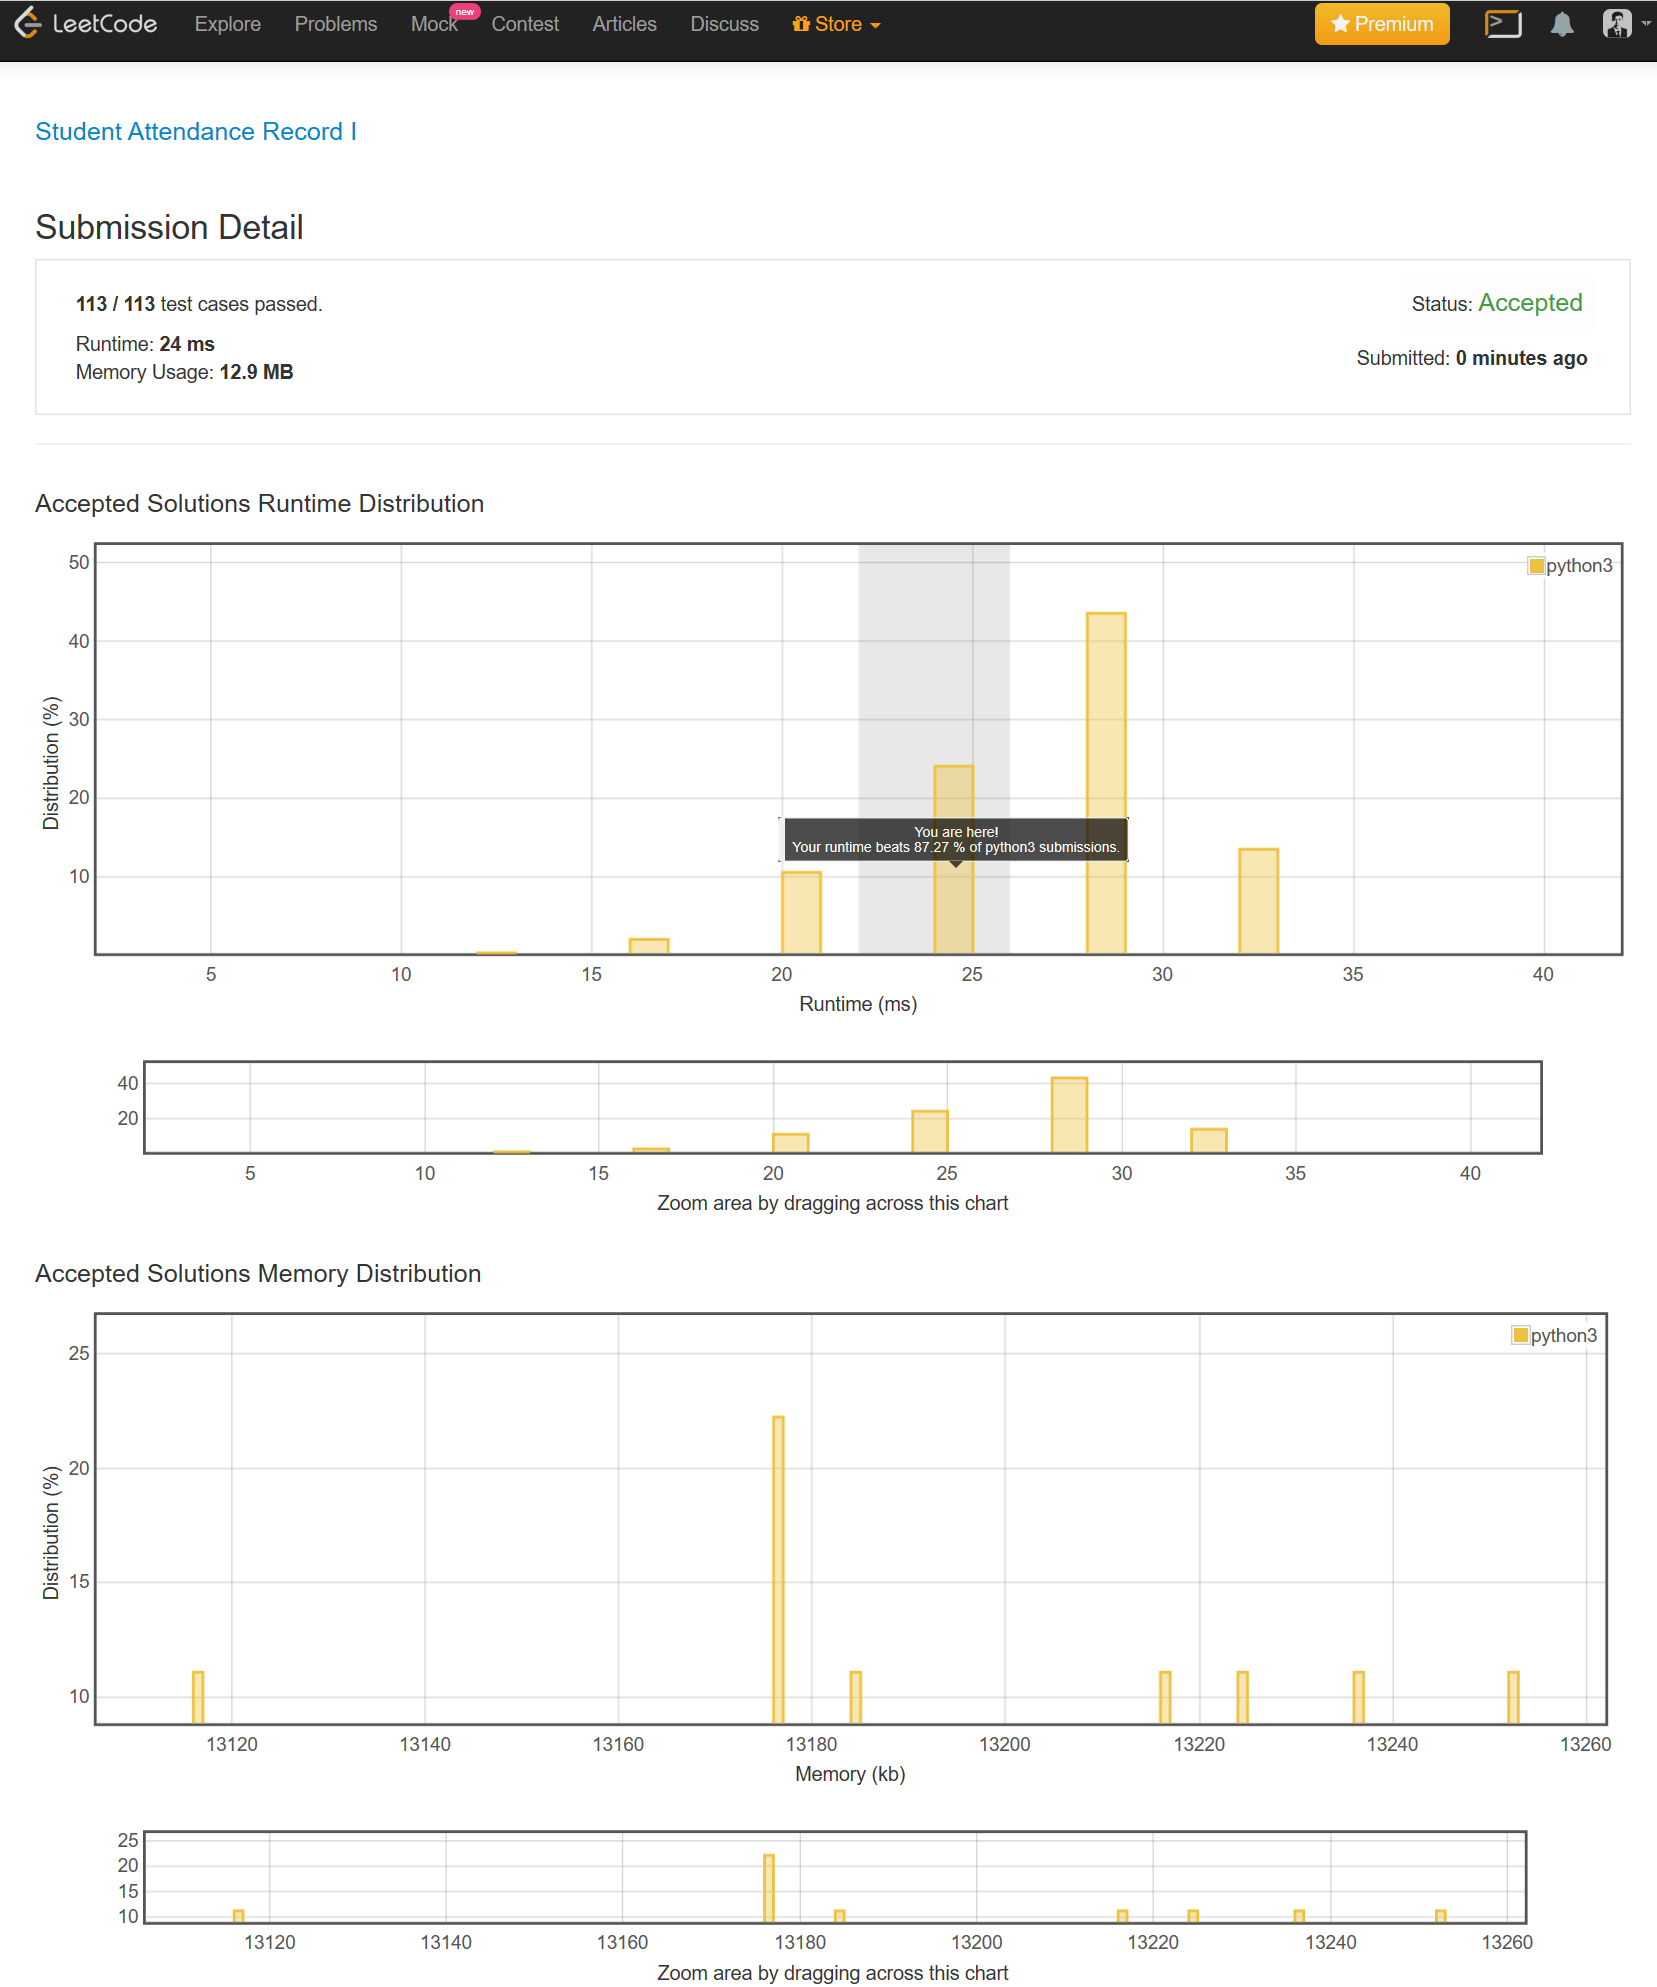 LeetCode Explore Problems Mock new Contest Articles Discuss Store Premium
Student Attendance Record I
Submission Detail
113 / 113 test cases passed.
Status: Accepted
Runtime: 24 ms
Submitted: 0 minutes ago
Memory Usage: 12.9 MB
Accepted Solutions Runtime Distribution
50
40
30
20
10
Distribution (%)
python3
You are here!
Your runtime beats 87.27 % of python3 submissions.
5 10 15 20 25 30 35 40
Runtime (ms)
40
20
5 10 15 20 25 30 35 40
Zoom area by dragging across this chart
Accepted Solutions Memory Distribution
25
20
15
10
Distribution (%)
python3
13120 13140 13160 13180 13200 13220 13240 13260
Memory (kb)
25
20
15
10
13120 13140 13160 13180 13200 13220 13240 13260
Zoom area by dragging across this chart